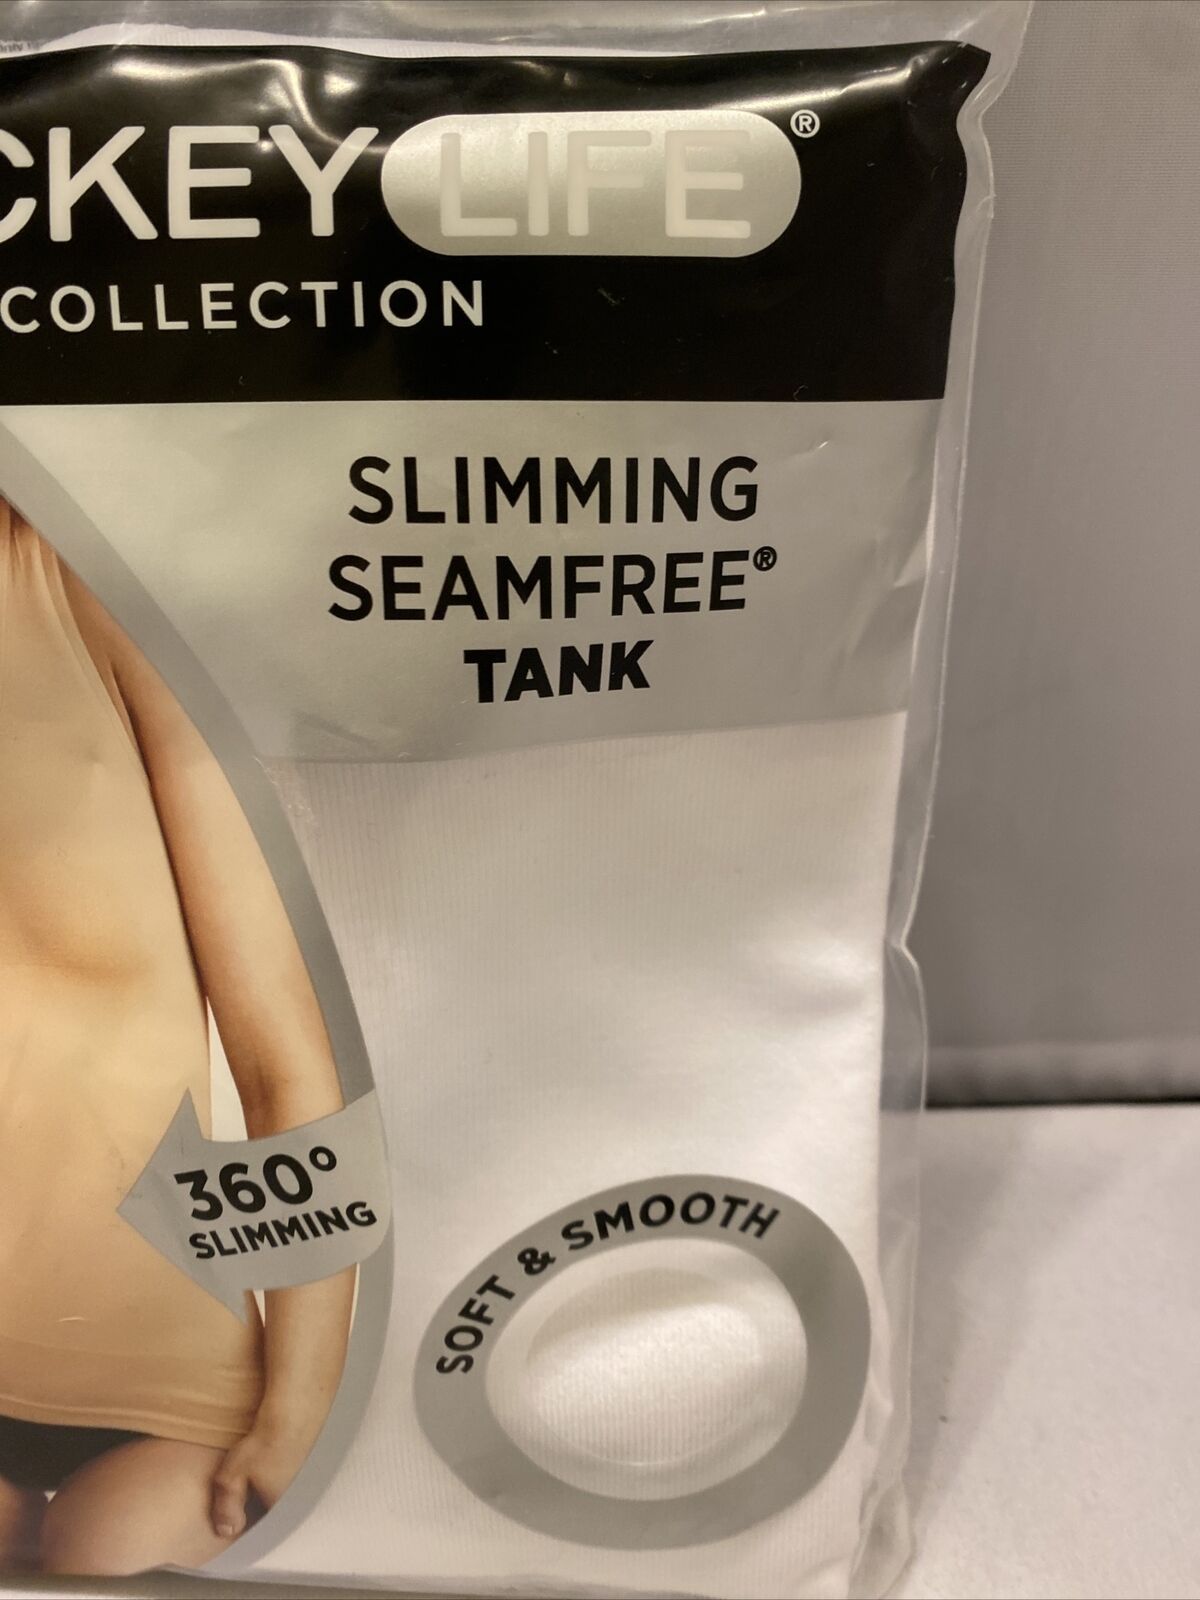 CKEY LIFE®
COLLECTION
SLIMMING
SEAMFREE®
TANK
360°
SLIMMING
SOFT & SMOOTH